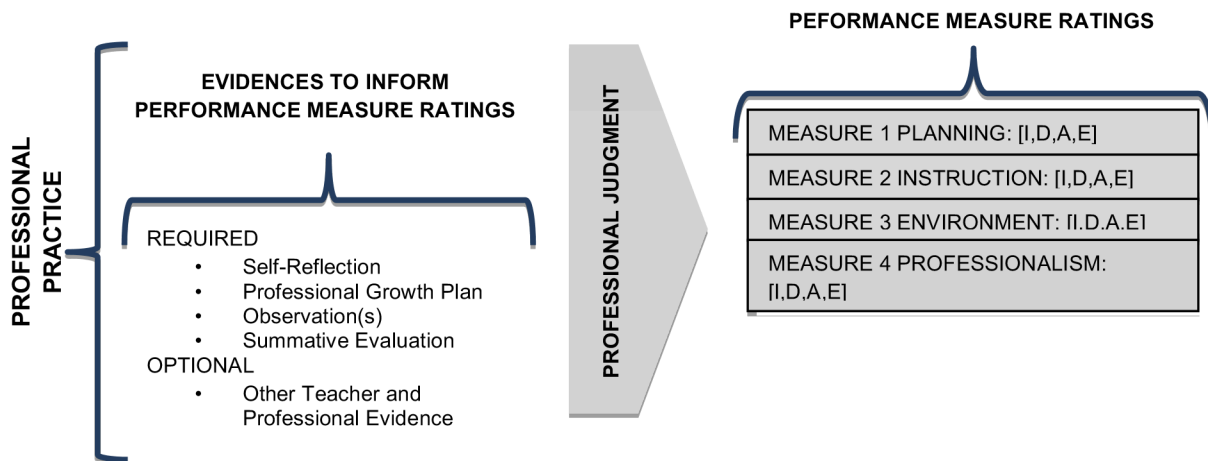 PROFESSIONAL
PRACTICE
EVIDENCES TO INFORM
PERFORMANCE MEASURE RATINGS
REQUIRED
• Self-Reflection
• Professional Growth Plan
• Observation(s)
• Summative Evaluation
OPTIONAL
• Other Teacher and
Professional Evidence
PROFESSIONAL JUDGMENT
PEFORMANCE MEASURE RATINGS
MEASURE 1 PLANNING: [I,D,A,E]
MEASURE 2 INSTRUCTION: [I,D,A,E]
MEASURE 3 ENVIRONMENT: [I.D.A.E]
MEASURE 4 PROFESSIONALISM:
[I,D,A,E]